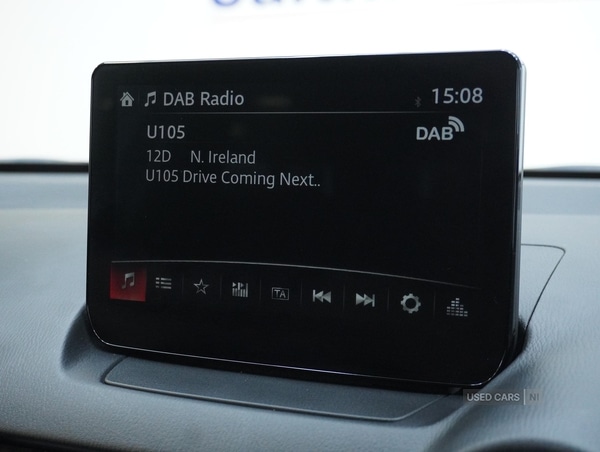 DAB Radio 15:08
U105 DAB
12D N. Ireland
U105 Drive Coming Next..
TA
USED CARS NI